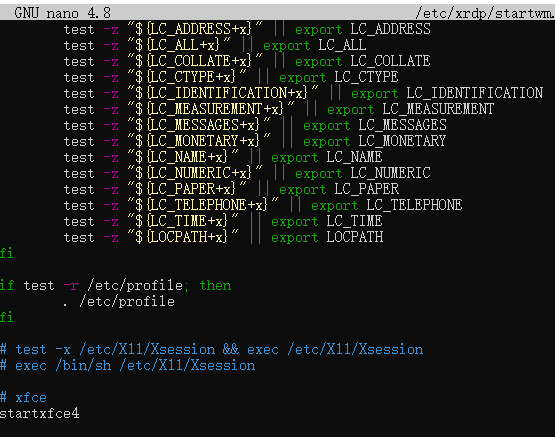 GNU nano 4.8 /etc/xrdp/startwm
test -z "${LC_ADDRESS+x}" || export LC_ADDRESS
test -z "${LC_ALL+x}" || export LC_ALL
test -z "${LC_COLLATE+x}" || export LC_COLLATE
test -z "${LC_CTYPE+x}" || export LC_CTYPE
test -z "${LC_IDENTIFICATION+x}" || export LC_IDENTIFICATION
test -z "${LC_MEASUREMENT+x}" || export LC_MEASUREMENT
test -z "${LC_MESSAGES+x}" || export LC_MESSAGES
test -z "${LC_MONETARY+x}" || export LC_MONETARY
test -z "${LC_NAME+x}" || export LC_NAME
test -z "${LC_NUMERIC+x}" || export LC_NUMERIC
test -z "${LC_PAPER+x}" || export LC_PAPER
test -z "${LC_TELEPHONE+x}" || export LC_TELEPHONE
test -z "${LC_TIME+x}" || export LC_TIME
test -z "${LOCPATH+x}" || export LOCPATH
fi
if test -r /etc/profile; then
. /etc/profile
fi
# test -x /etc/X11/Xsession && exec /etc/X11/Xsession
# exec /bin/sh /etc/X11/Xsession
# xfce
startxfce4